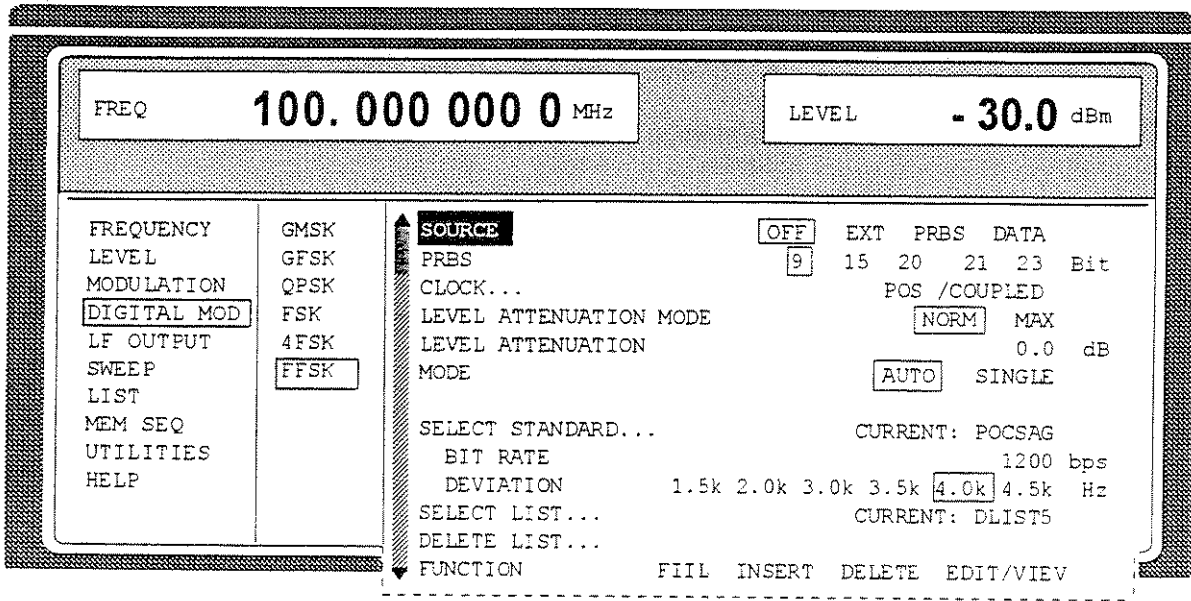 FREQ 100. 000 000 0 MHz LEVEL - 30.0 dBm
FREQUENCY
LEVEL
MODULATION
DIGITAL MOD
LF OUTPUT
SWEEP
LIST
MEM SEQ
UTILITIES
HELP
GMSK
GFSK
QPSK
FSK
4FSK
FFSK
SOURCE OFF EXT PRBS DATA
PRBS 9 15 20 21 23 Bit
CLOCK... POS /COUPLED
LEVEL ATTENUATION MODE NORM MAX
LEVEL ATTENUATION 0.0 dB
MODE AUTO SINGLE
SELECT STANDARD... CURRENT: POCSAG
BIT RATE 1200 bps
DEVIATION 1.5k 2.0k 3.0k 3.5k 4.0k 4.5k Hz
SELECT LIST... CURRENT: DLIST5
DELETE LIST...
FUNCTION FIIL INSERT DELETE EDIT/VIEV